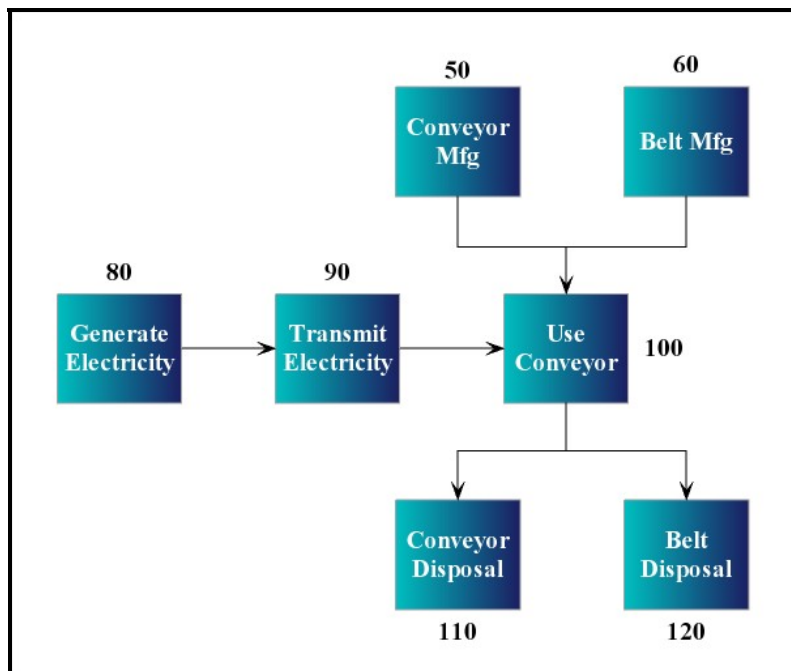 50
60
Conveyor
Mfg
Belt Mfg
80
90
Generate
Electricity
Transmit
Electricity
Use
Conveyor
100
Conveyor
Disposal
Belt
Disposal
110
120